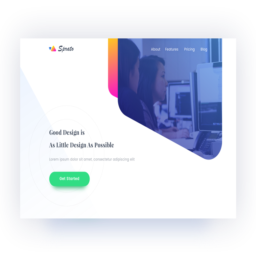 Sprute
About Features Pricing Blog
Good Design is
As Little Design As Possible
Lorem ipsum dolor sit amet, consectetur adipiscing elit
Get Started